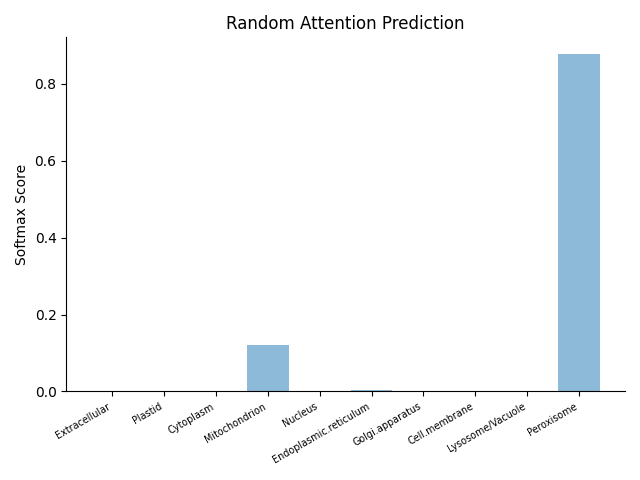 Random Attention Prediction
Softmax Score
0.8
0.6
0.4
0.2
0.0
Extracellular
Plastid
Cytoplasm
Mitochondrion
Nucleus
Endoplasmic.reticulum
Golgi.apparatus
Cell.membrane
Lysosome/Vacuole
Peroxisome